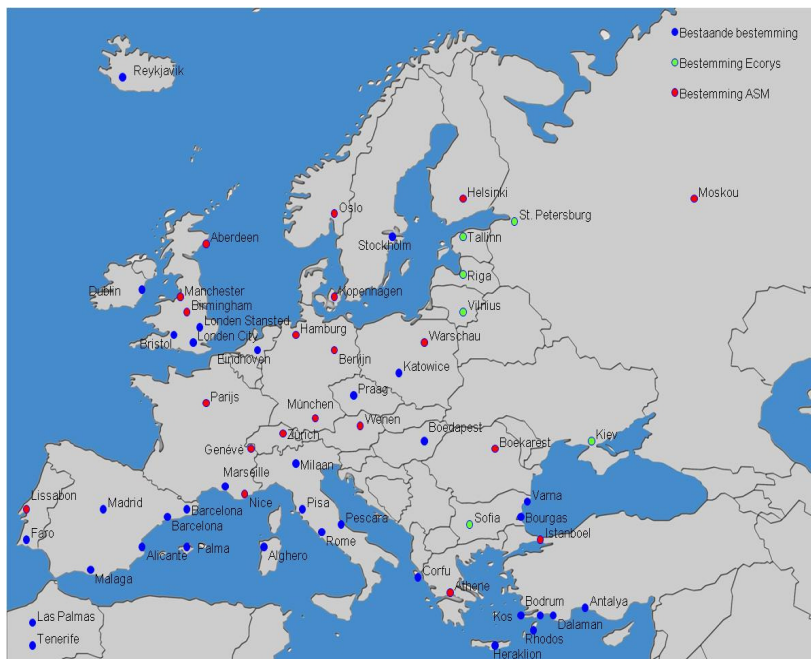 Reykjavik
Bestaande bestemming
Bestemming Ecorys
Bestemming ASM
Helsinki
Moskou
Oslo
St. Petersburg
Aberdeen
Stockholm
Tallinn
Riga
Dublin
Manchester
Kopenhagen
Birmingham
Vilnius
Londen Stansted
Hamburg
Bristol
Londen City
Warschau
Eindhoven
Berlijn
Katowice
Praag
Parijs
München
Wenen
Zürich
Boedapest
Kiev
Genévé
Boekarest
Milaan
Marseille
Nice
Lissabon
Madrid
Barcelona
Pisa
Varna
Barcelona
Pescara
Sofia
Bourgas
Faro
Rome
Istanboel
Alicante
Palma
Alghero
Malaga
Corfu
Athene
Las Palmas
Bodrum
Antalya
Kos
Dalaman
Tenerife
Rhodos
Heraklion